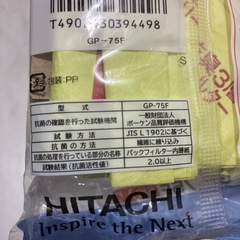 T4902530394498
GP-75F
包装:PP
型式 GP-75F
抗菌の確認を行った試験機関 一般財団法人 ボーケン品質評価機構
試験方法 JIS L 1902に基づく
抗菌の方法 繊維に練り込み
抗菌の処理を行っている部分の名称 パックフィルター内層紙
試験結果(抗菌活性値) 2.0以上
HITACHI
Inspire the Next